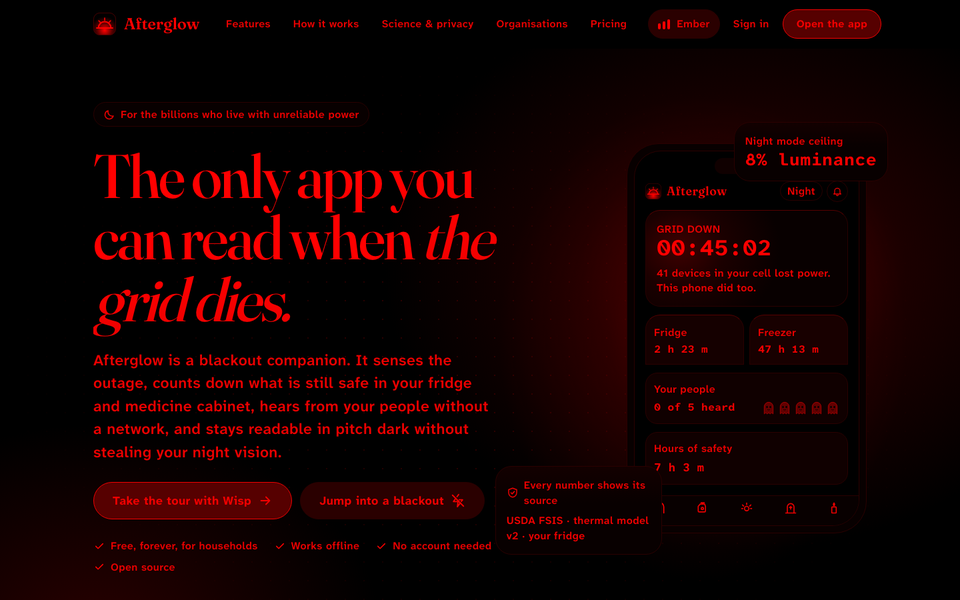 Afterglow
Features
How it works
Science & privacy
Organisations
Pricing
Ember
Sign in
Open the app
For the billions who live with unreliable power
The only app you
can read when the
grid dies.
Afterglow is a blackout companion. It senses the
outage, counts down what is still safe in your fridge
and medicine cabinet, hears from your people without
a network, and stays readable in pitch dark without
stealing your night vision.
Take the tour with Wisp
Jump into a blackout
Free, forever, for households
Works offline
No account needed
Open source
Night mode ceiling
8% luminance
Afterglow
Night
GRID DOWN
00:45:02
41 devices in your cell lost power.
This phone did too.
Fridge
2 h 23 m
Freezer
47 h 13 m
Your people
0 of 5 heard
Hours of safety
7 h 3 m
Every number shows its
source
USDA FSIS · thermal model
v2 · your fridge